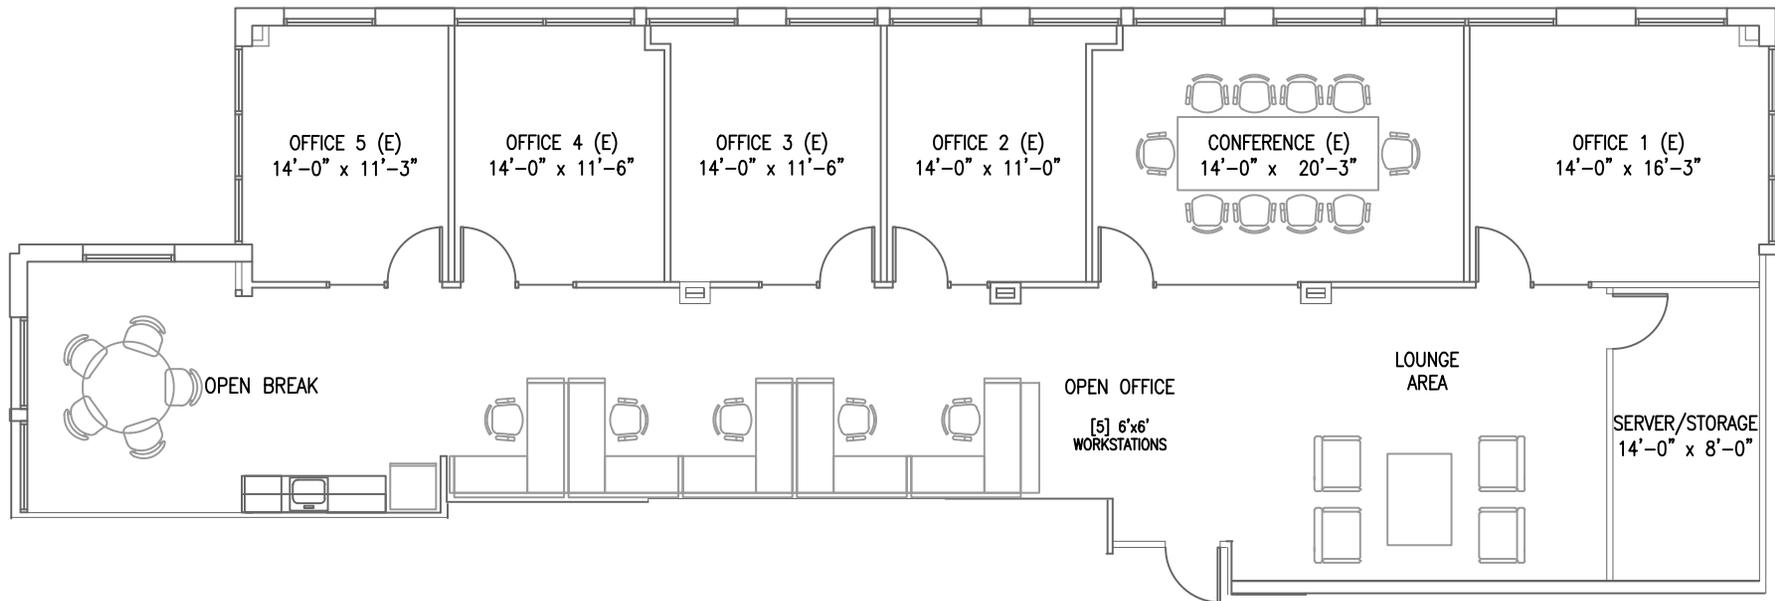 OFFICE 5 (E)
14'-0" x 11'-3"
OFFICE 4 (E)
14'-0" x 11'-6"
OFFICE 3 (E)
14'-0" x 11'-6"
OFFICE 2 (E)
14'-0" x 11'-0"
CONFERENCE (E)
14'-0" x 20'-3"
OFFICE 1 (E)
14'-0" x 16'-3"
OPEN BREAK
OPEN OFFICE
[5] 6'x6'
WORKSTATIONS
LOUNGE
AREA
SERVER/STORAGE
14'-0" x 8'-0"